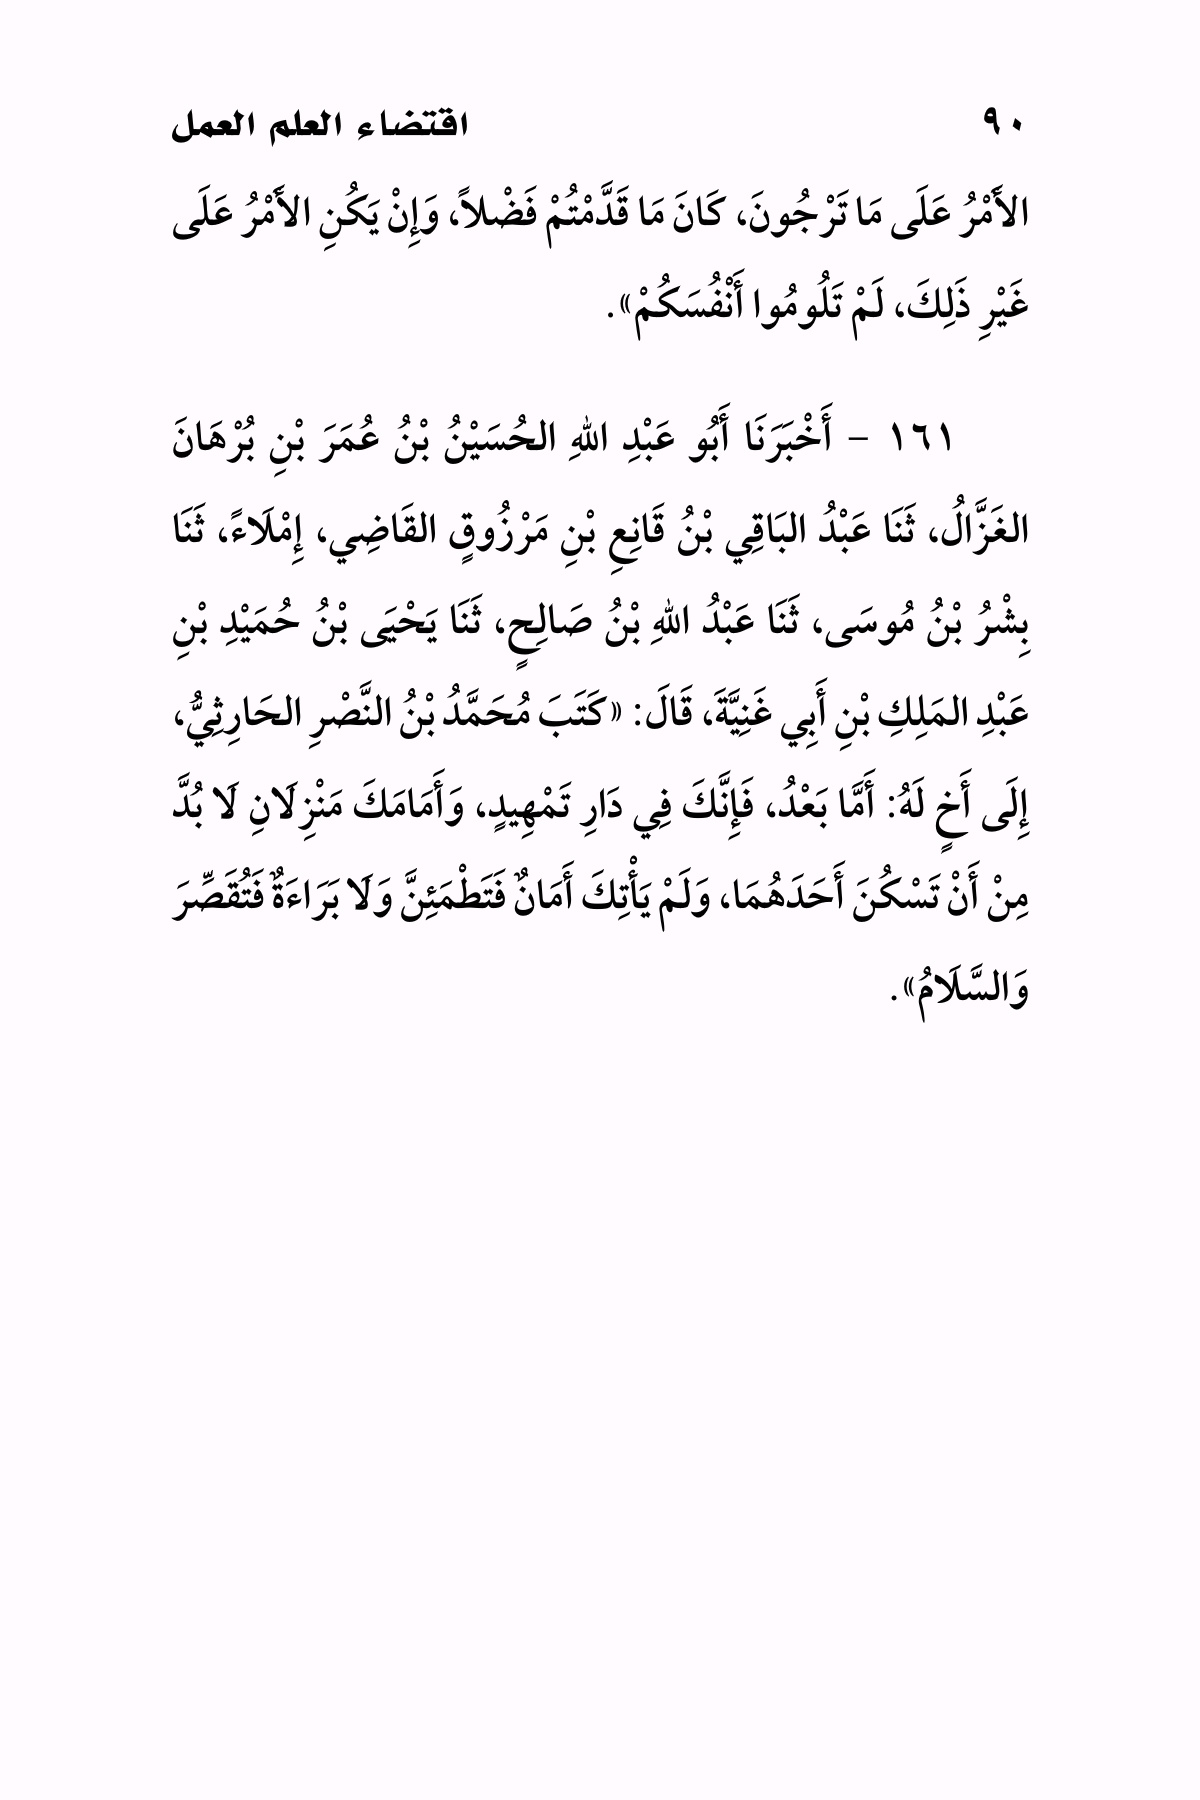 ٩٠ اقتضاء العلم العمل
الأَمْرُ عَلَى مَا تَرْجُونَ، كَانَ مَا قَدَّمْتُمْ فَضْلاً، وَإِنْ يَكُنِ الأَمْرُ عَلَى
غَيْرِ ذَلِكَ، لَمْ تَلُومُوا أَنْفُسَكُمْ».
١٦١ – أَخْبَرَنَا أَبُو عَبْدِ اللهِ الحُسَيْنُ بْنُ عُمَرَ بْنِ بُرْهَانَ
الغَزَّالُ، ثَنَا عَبْدُ البَاقِي بْنُ قَانِعِ بْنِ مَرْزُوقٍ القَاضِي، إِمْلَاءً، ثَنَا
بِشْرُ بْنُ مُوسَى، ثَنَا عَبْدُ اللهِ بْنُ صَالِحٍ، ثَنَا يَحْيَى بْنُ حُمَيْدِ بْنِ
عَبْدِ المَلِكِ بْنِ أَبِي غَنِيَّةَ، قَالَ: «كَتَبَ مُحَمَّدُ بْنُ النَّصْرِ الحَارِثِيُّ،
إِلَى أَخٍ لَهُ: أَمَّا بَعْدُ، فَإِنَّكَ فِي دَارِ تَمْهِيدٍ، وَأَمَامَكَ مَنْزِلَانِ لَا بُدَّ
مِنْ أَنْ تَسْكُنَ أَحَدَهُمَا، وَلَمْ يَأْتِكَ أَمَانٌ فَتَطْمَئِنَّ وَلَا بَرَاءَةٌ فَتُقَصِّرَ
وَالسَّلَامُ».